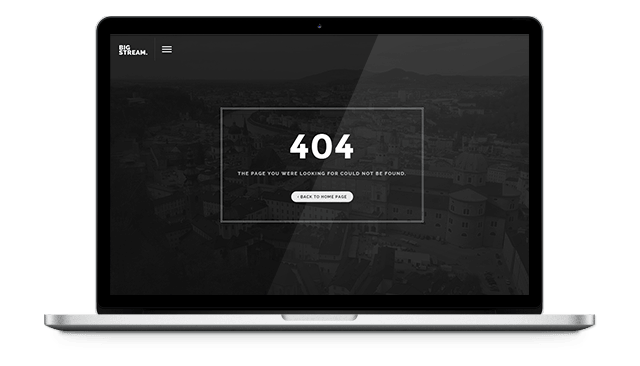 BIG
STREAM.
404
THE PAGE YOU WERE LOOKING FOR COULD NOT BE FOUND.
‹ BACK TO HOME PAGE